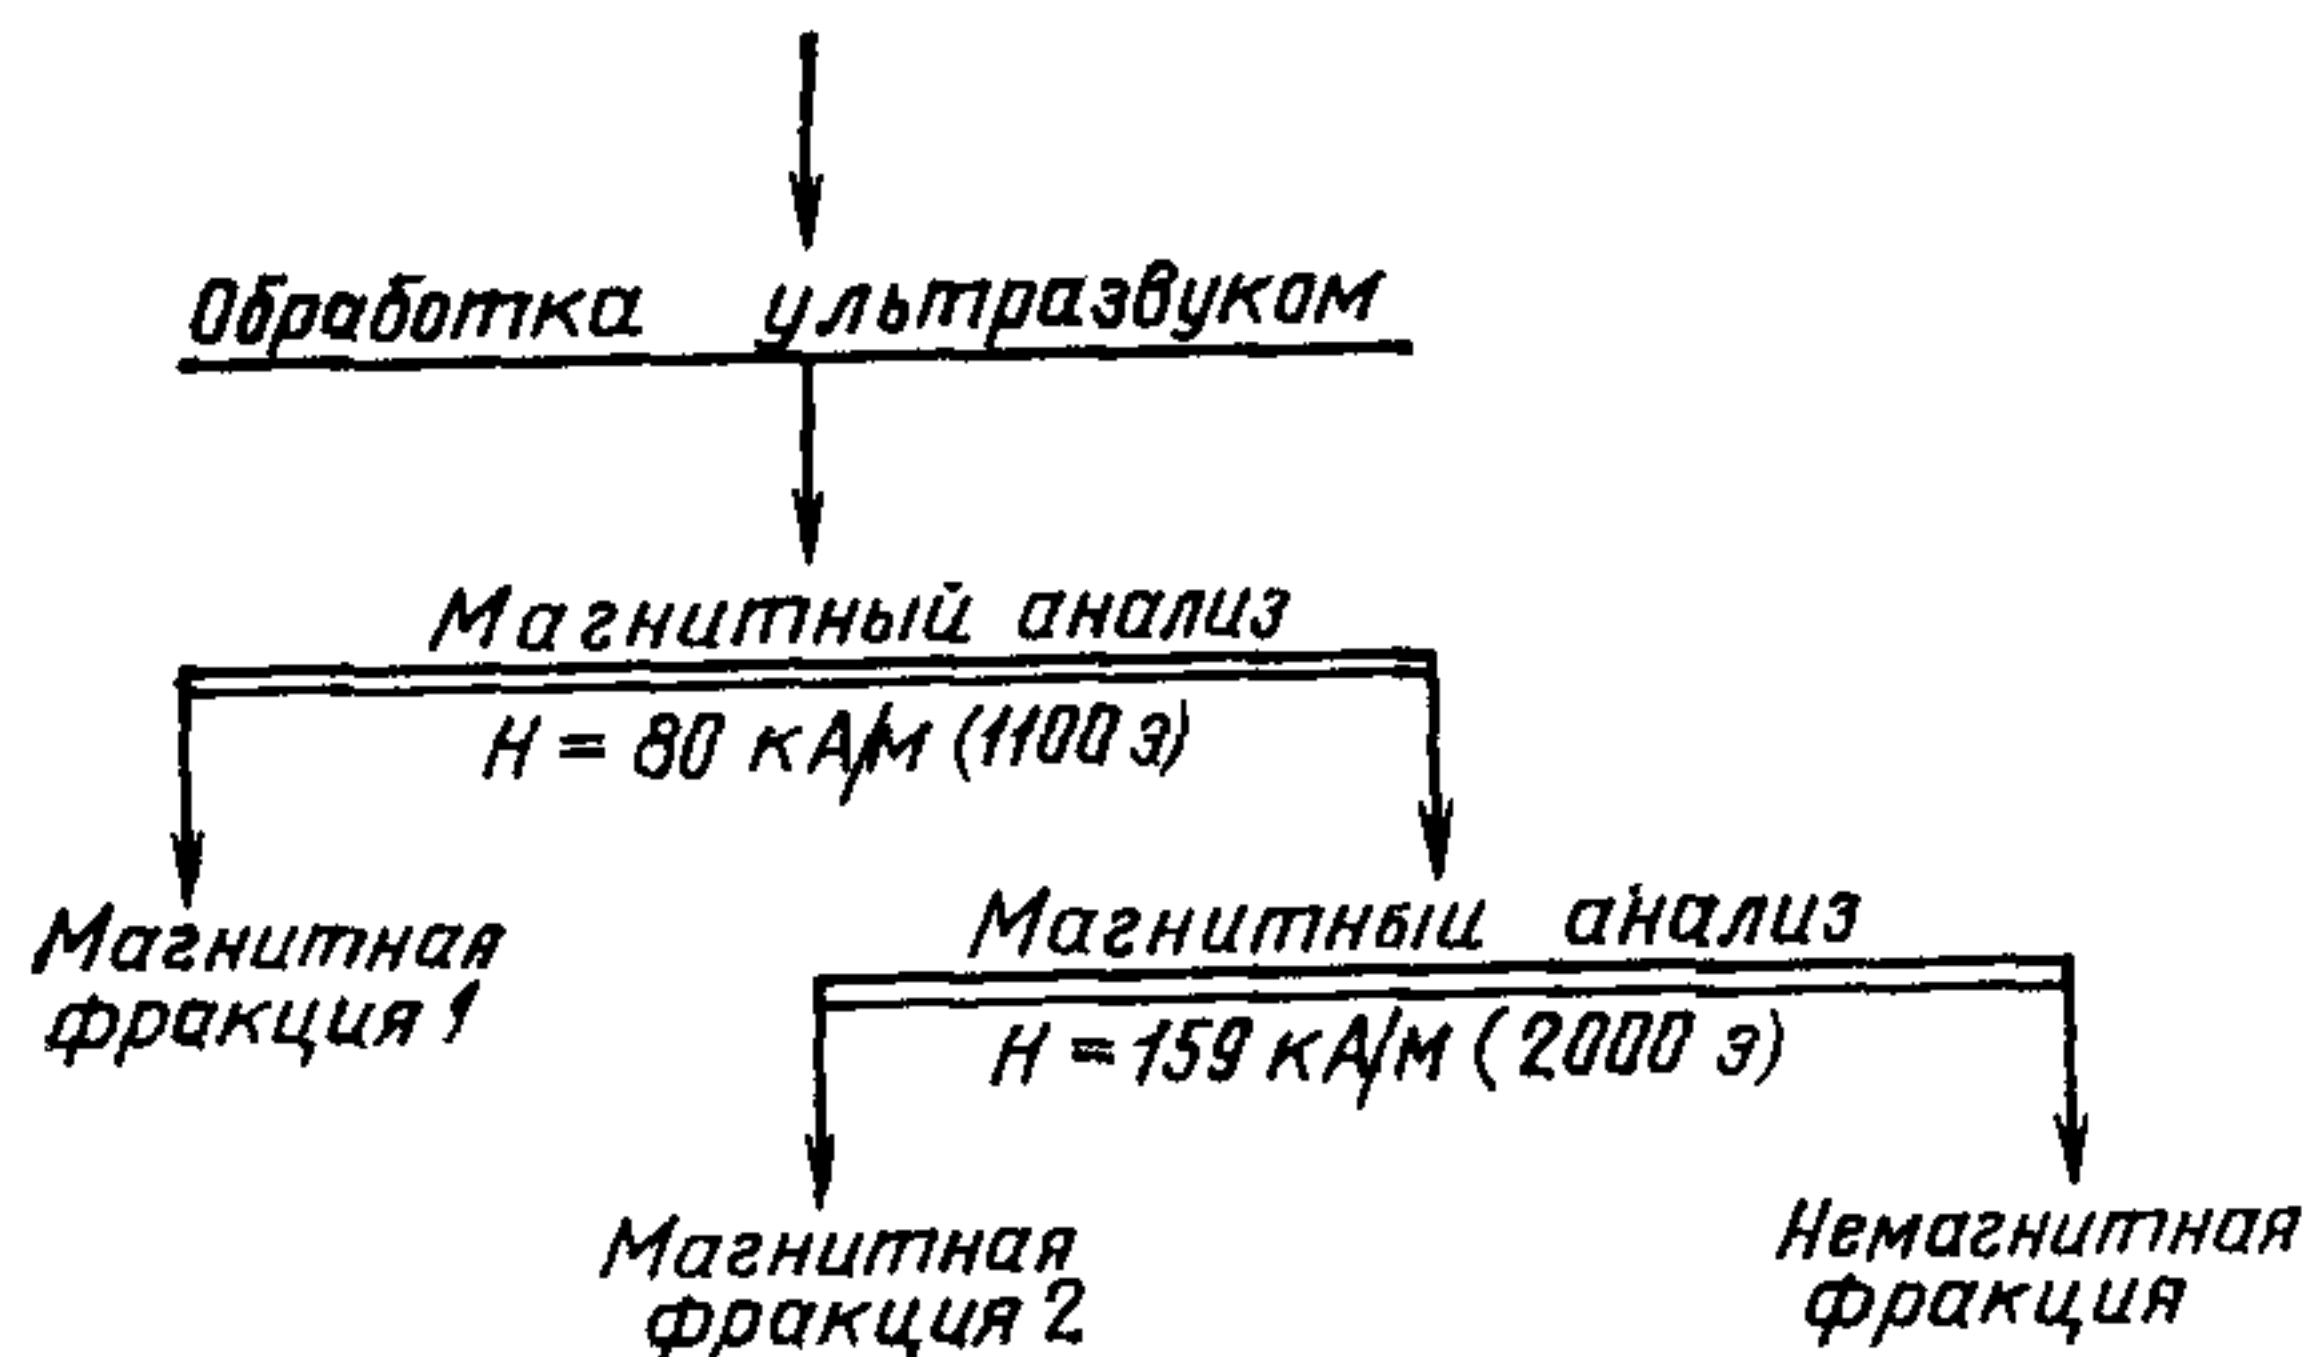 Обработка ультразвуком
Магнитный анализ
H = 80 кА/м (1100 э)
Магнитная
фракция 1
Магнитный анализ
H = 159 кА/м (2000 э)
Магнитная
фракция 2
Немагнитная
фракция